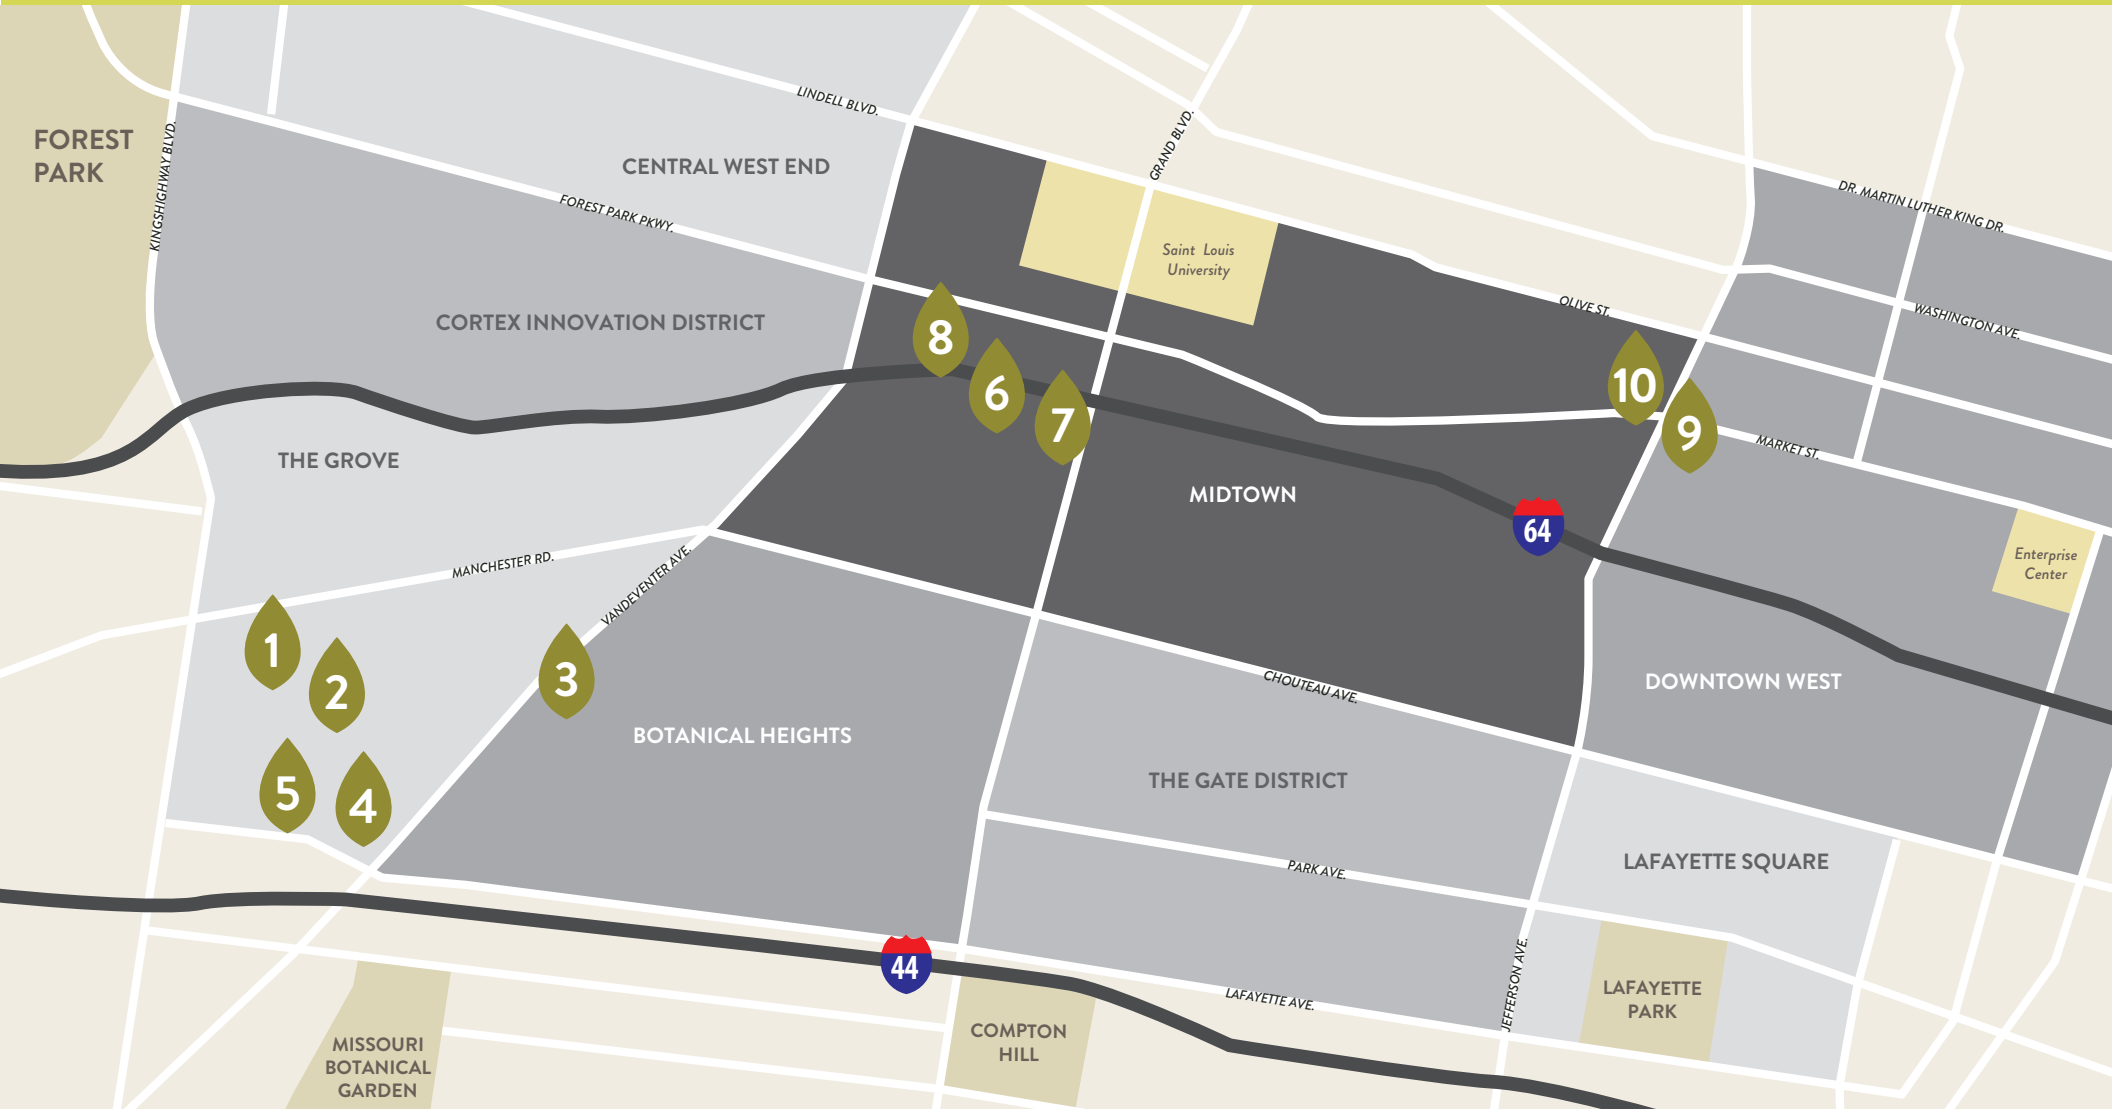 LINDELL BLVD.
GRAND BLVD.
KINGSHIGHWAY BLVD.
FOREST
PARK
CENTRAL WEST END
FOREST PARK PKWY.
DR. MARTIN LUTHER KING DR.
Saint Louis
University
OLIVE ST.
WASHINGTON AVE.
CORTEX INNOVATION DISTRICT
8
6
7
10
9
MARKET ST.
THE GROVE
MIDTOWN
64
Enterprise
Center
MANCHESTER RD.
VANDEVENTER AVE.
1
2
3
5
4
BOTANICAL HEIGHTS
CHOUTEAU AVE.
DOWNTOWN WEST
THE GATE DISTRICT
PARK AVE.
LAFAYETTE SQUARE
44
LAFAYETTE AVE.
JEFFERSON AVE.
LAFAYETTE
PARK
COMPTON
HILL
MISSOURI
BOTANICAL
GARDEN